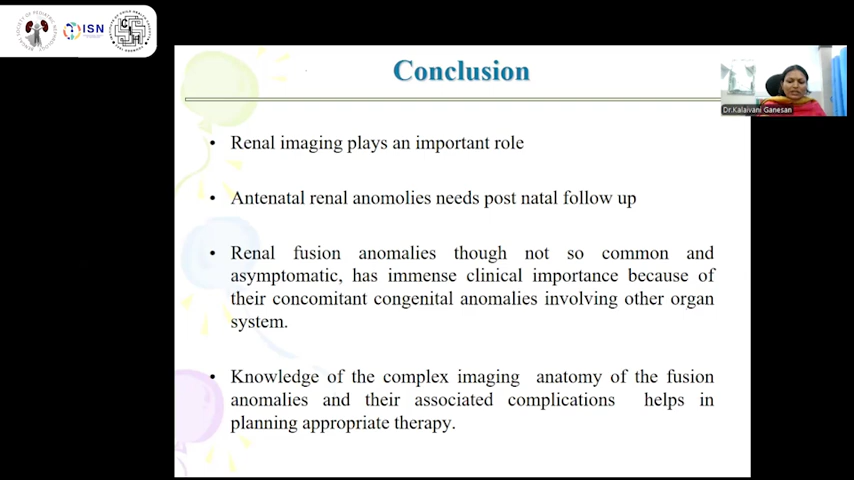 ISN
Conclusion
Dr.Kalaivani Ganesan
• Renal imaging plays an important role
• Antenatal renal anomolies needs post natal follow up
• Renal fusion anomalies though not so common and
asymptomatic, has immense clinical importance because of
their concomitant congenital anomalies involving other organ
system.
• Knowledge of the complex imaging anatomy of the fusion
anomalies and their associated complications helps in
planning appropriate therapy.